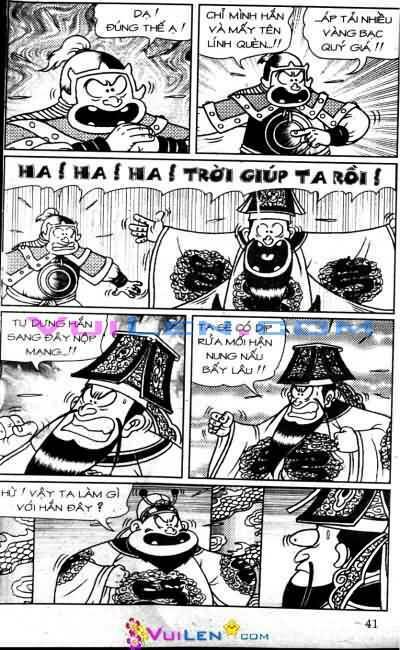 DẠ!
ĐÚNG THẾ Ạ!
CHỈ MÌNH HẮN
VÀ MẤY TÊN
LÍNH QUÈN..!!
...ÁP TẢI NHIỀU
VÀNG BẠC
QUÝ GIÁ!!
HA! HA! HA! TRỜI GIÚP TA RỒI!
TỰ DƯNG HẮN
SANG ĐÂY NỘP
MẠNG..!!
TA SẼ CÓ DỊP
RỬA MỐI HẬN
NUNG NẤU
BẤY LÂU!!
VUILEN.COM
HỪ! VẬY TA LÀM GÌ
VỚI HẮN ĐÂY?
41
VUILEN.COM